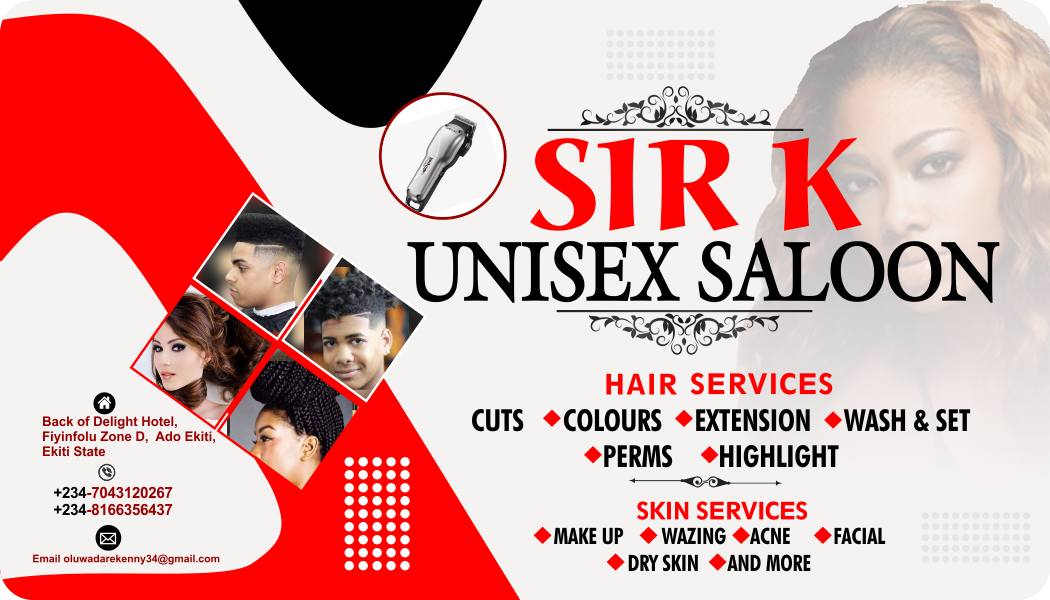 SIR K
UNISEX SALOON
HAIR SERVICES
CUTS ◆COLOURS ◆EXTENSION ◆WASH & SET
◆PERMS ◆HIGHLIGHT
SKIN SERVICES
◆MAKE UP ◆WAZING ◆ACNE ◆FACIAL
◆DRY SKIN ◆AND MORE
Back of Delight Hotel,
Fiyinfolu Zone D, Ado Ekiti,
Ekiti State
+234-7043120267
+234-8166356437
Email oluwadarekenny34@gmail.com